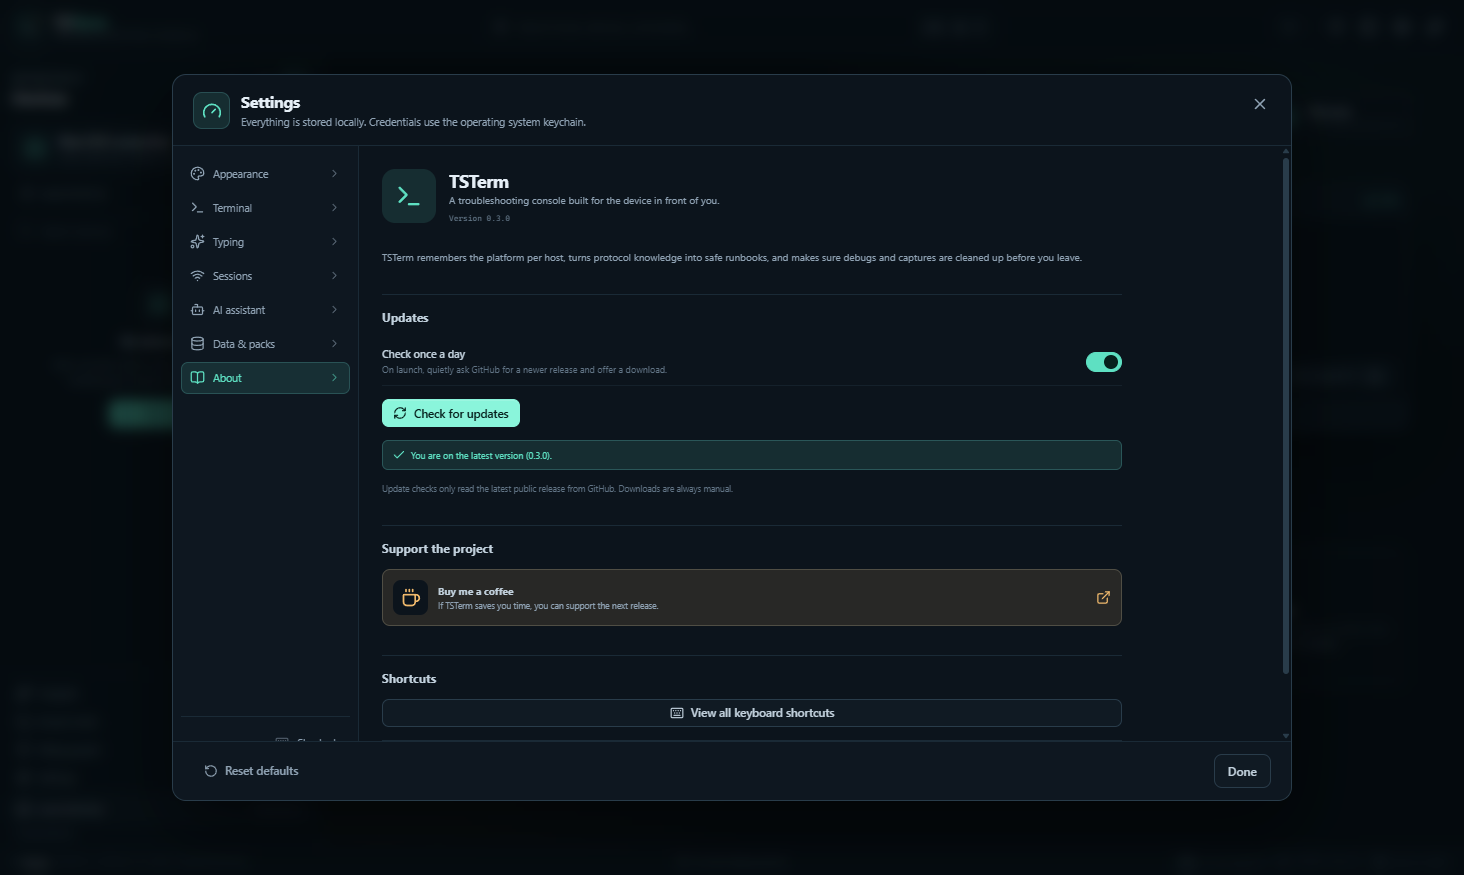 Settings
Everything is stored locally. Credentials use the operating system keychain.
Appearance
Terminal
Typing
Sessions
AI assistant
Data & packs
About
TSTerm
A troubleshooting console built for the device in front of you.
Version 0.3.0
TSTerm remembers the platform per host, turns protocol knowledge into safe runbooks, and makes sure debugs and captures are cleaned up before you leave.
Updates
Check once a day
On launch, quietly ask GitHub for a newer release and offer a download.
Check for updates
You are on the latest version (0.3.0).
Update checks only read the latest public release from GitHub. Downloads are always manual.
Support the project
Buy me a coffee
If TSTerm saves you time, you can support the next release.
Shortcuts
View all keyboard shortcuts
Reset defaults
Done